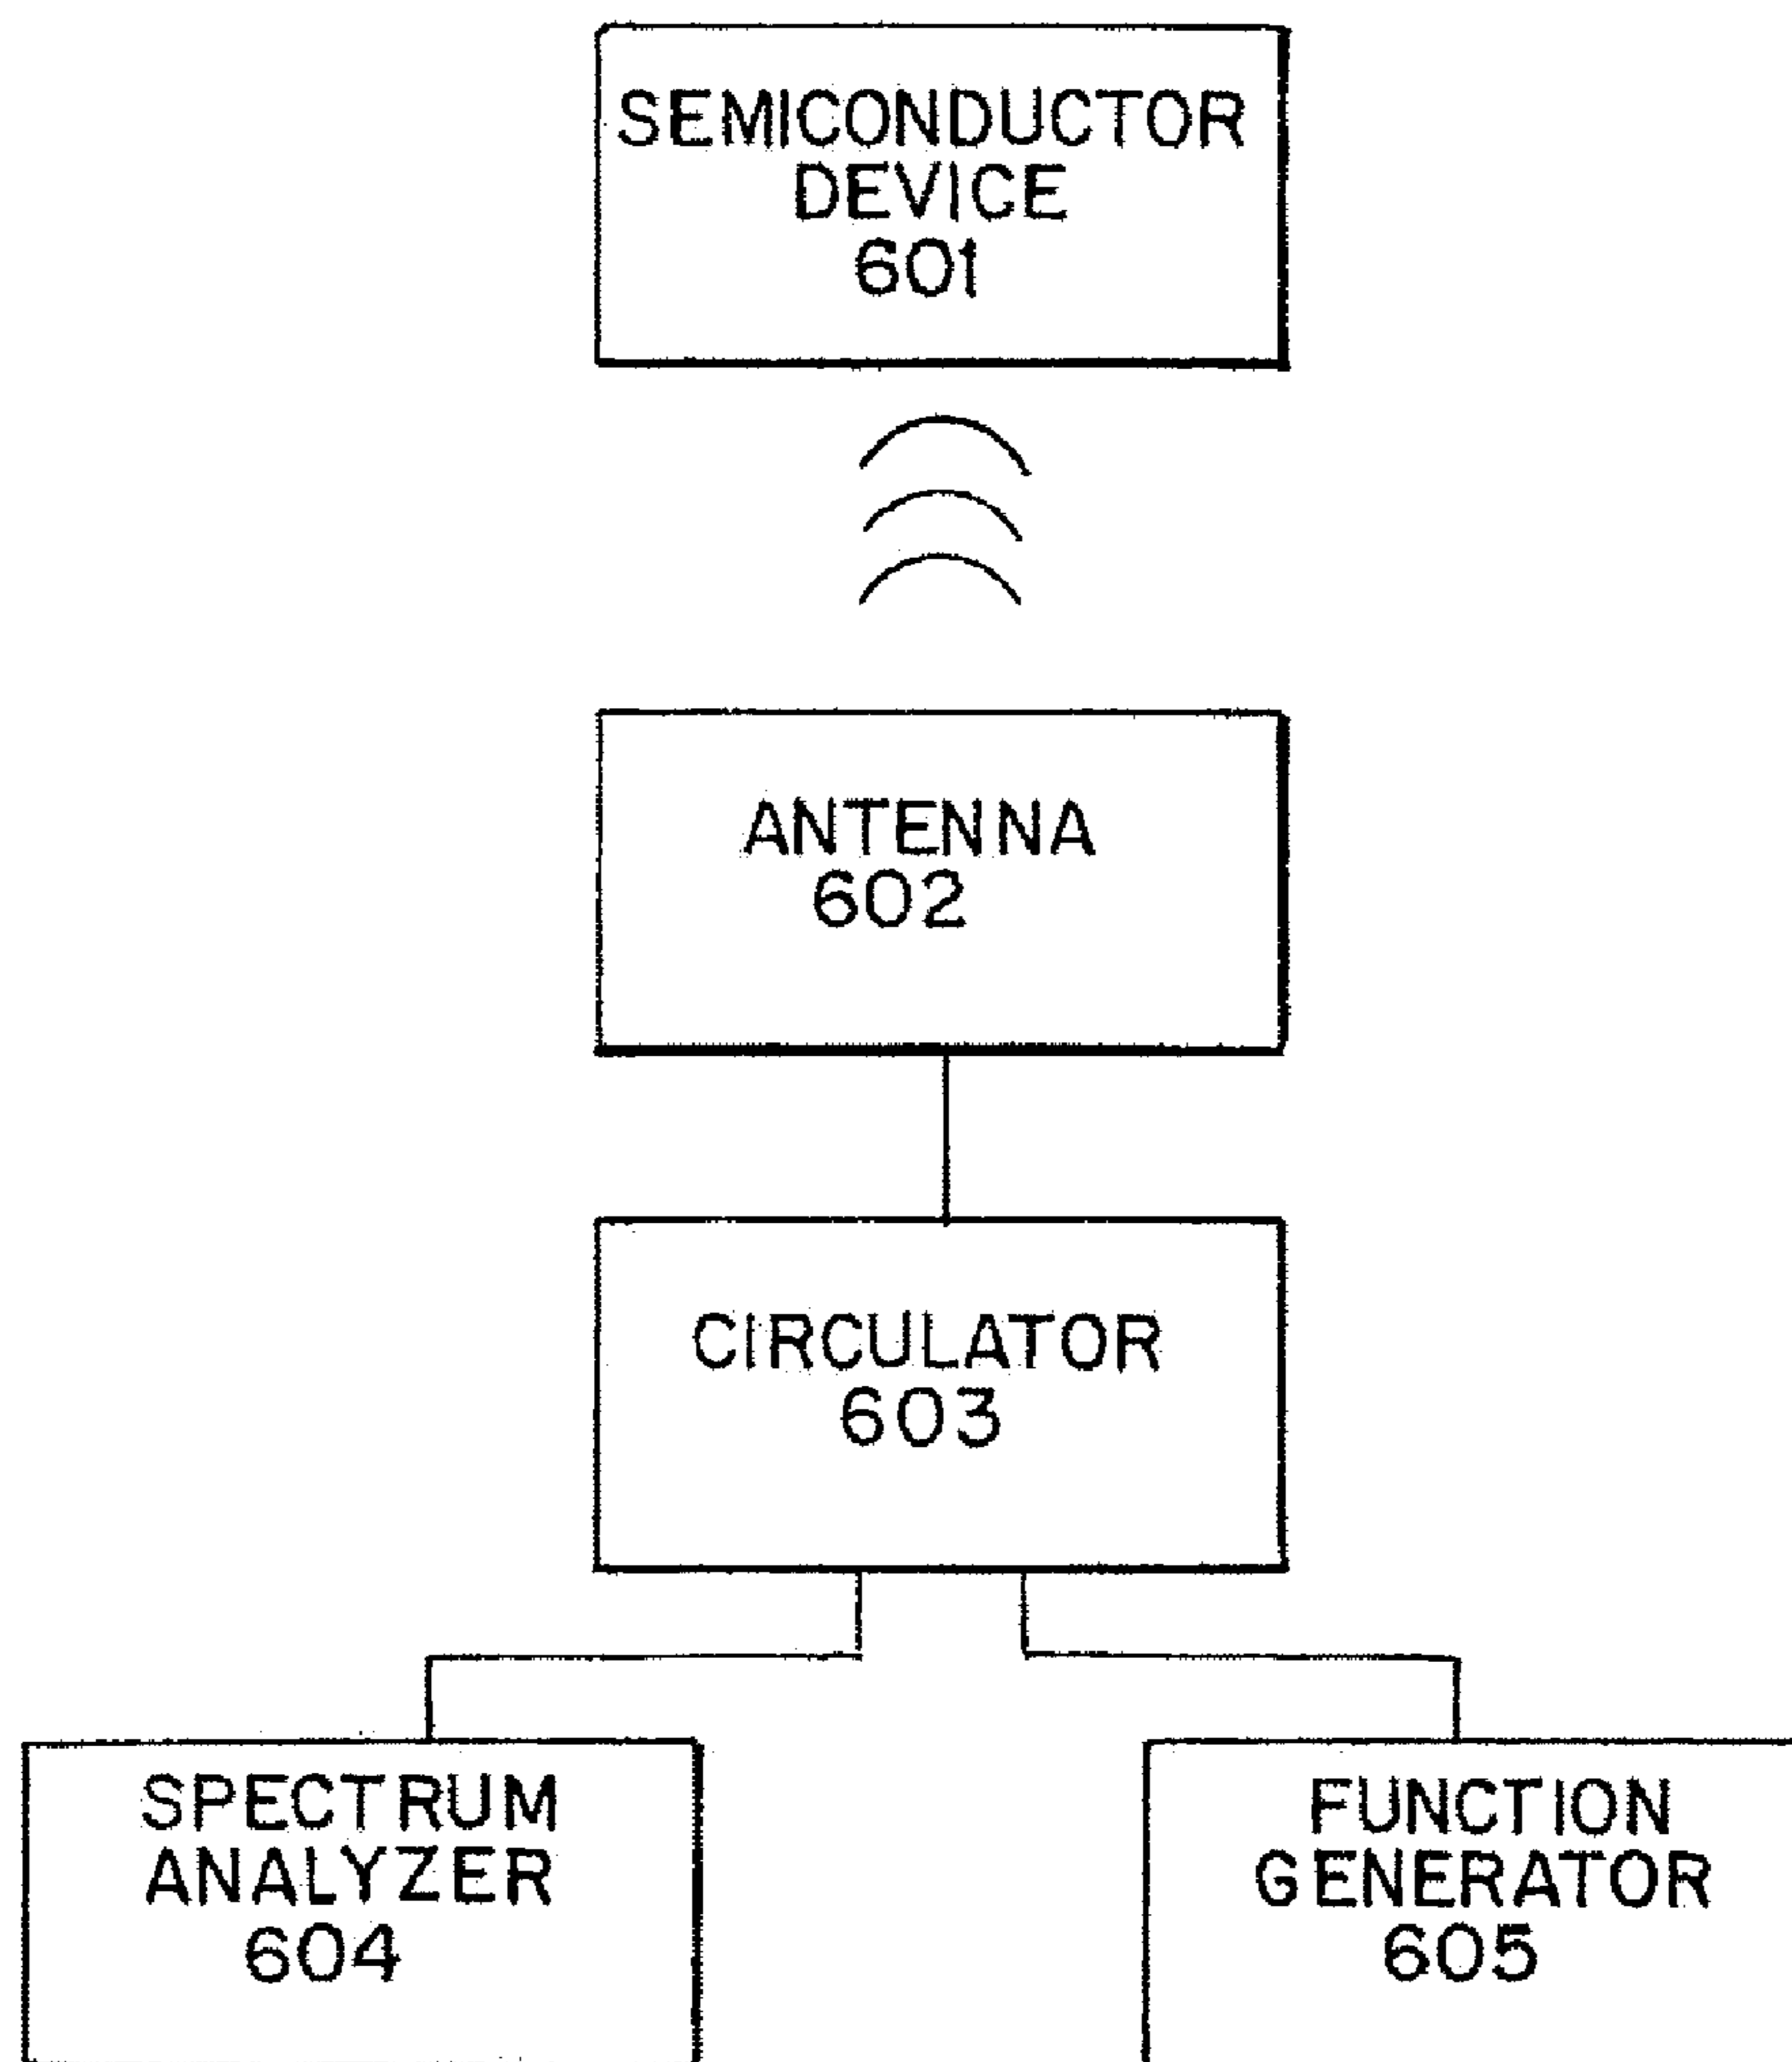 SEMICONDUCTOR
DEVICE
601
ANTENNA
602
CIRCULATOR
603
SPECTRUM
ANALYZER
604
FUNCTION
GENERATOR
605